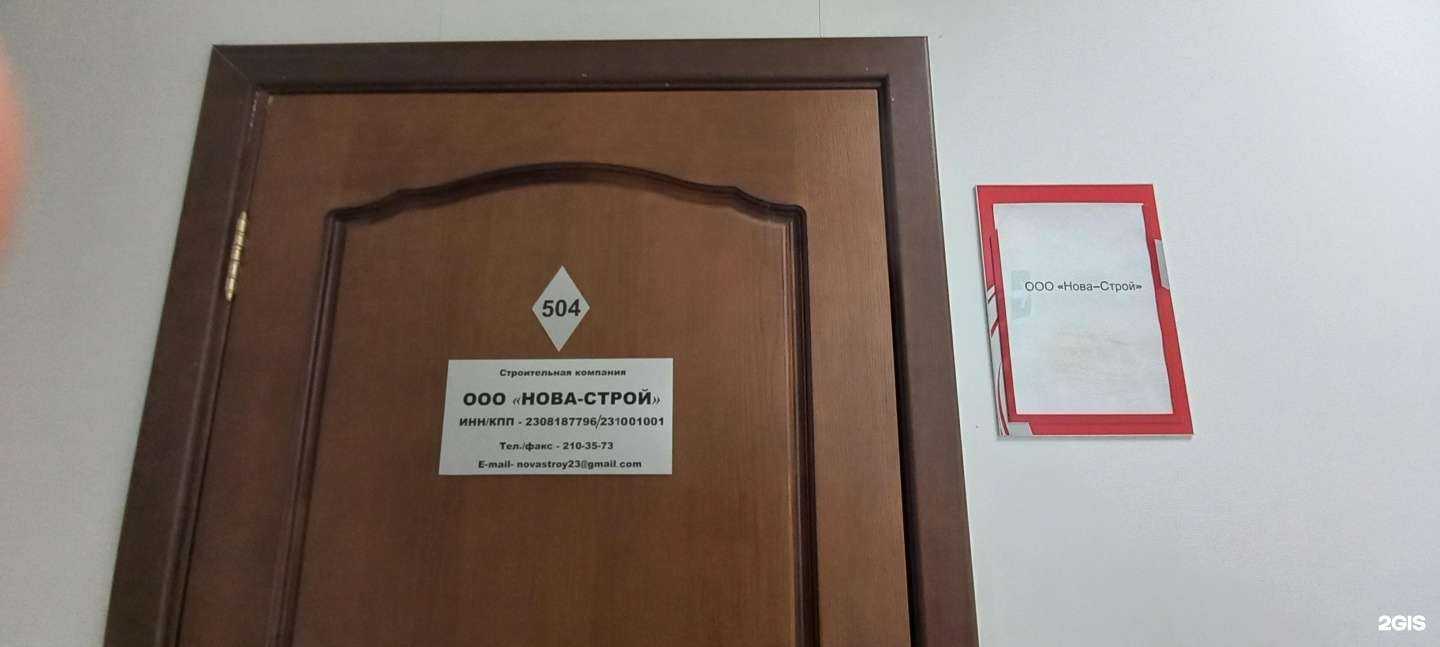 504
Строительная компания
ООО «НОВА-СТРОЙ»
ИНН/КПП - 2308187796/231001001
Тел./факс - 210-35-73
E-mail- novastroy23@gmail.com
ООО «Нова-Строй»
2GIS